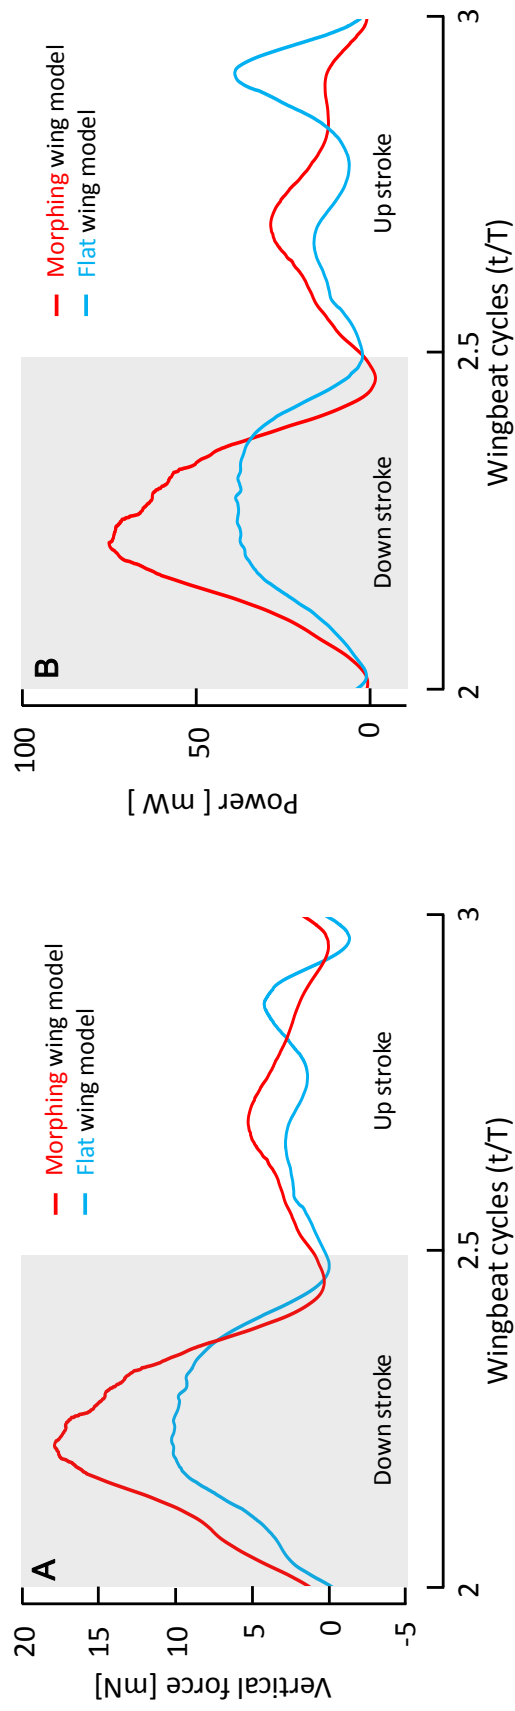 A
Morphing wing model
Flat wing model
20
15
10
5
0
-5
Vertical force [mN]
Down stroke
Up stroke
2
2.5
3
Wingbeat cycles (t/T)
B
Morphing wing model
Flat wing model
100
50
0
Power [ mW ]
Down stroke
Up stroke
2
2.5
3
Wingbeat cycles (t/T)